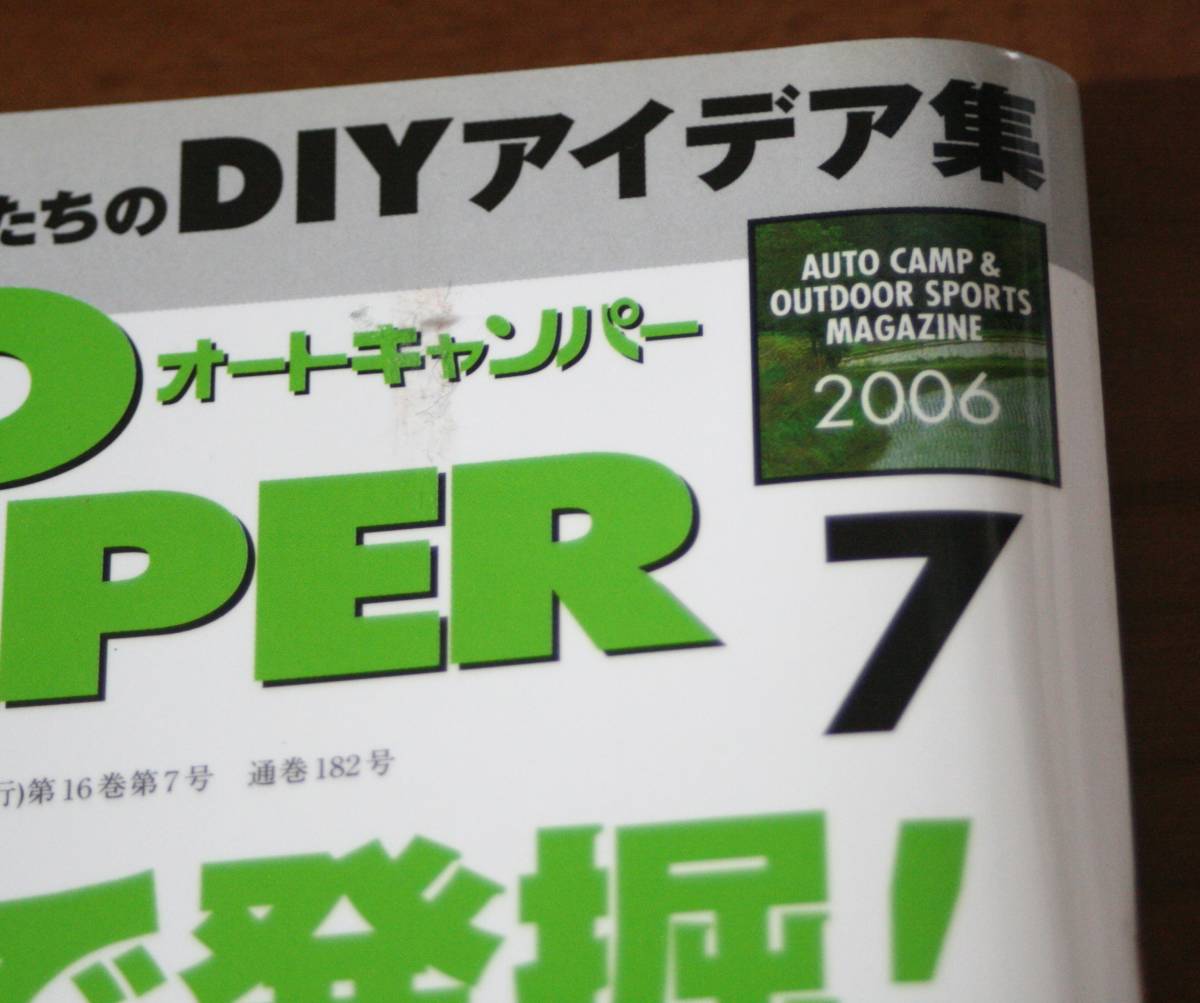 たちのDIYアイデア集
AUTO CAMP &
OUTDOOR SPORTS
MAGAZINE
2006
オートキャンパー
O
PER
7
行)第16巻第7号 通巻182号
で発掘!